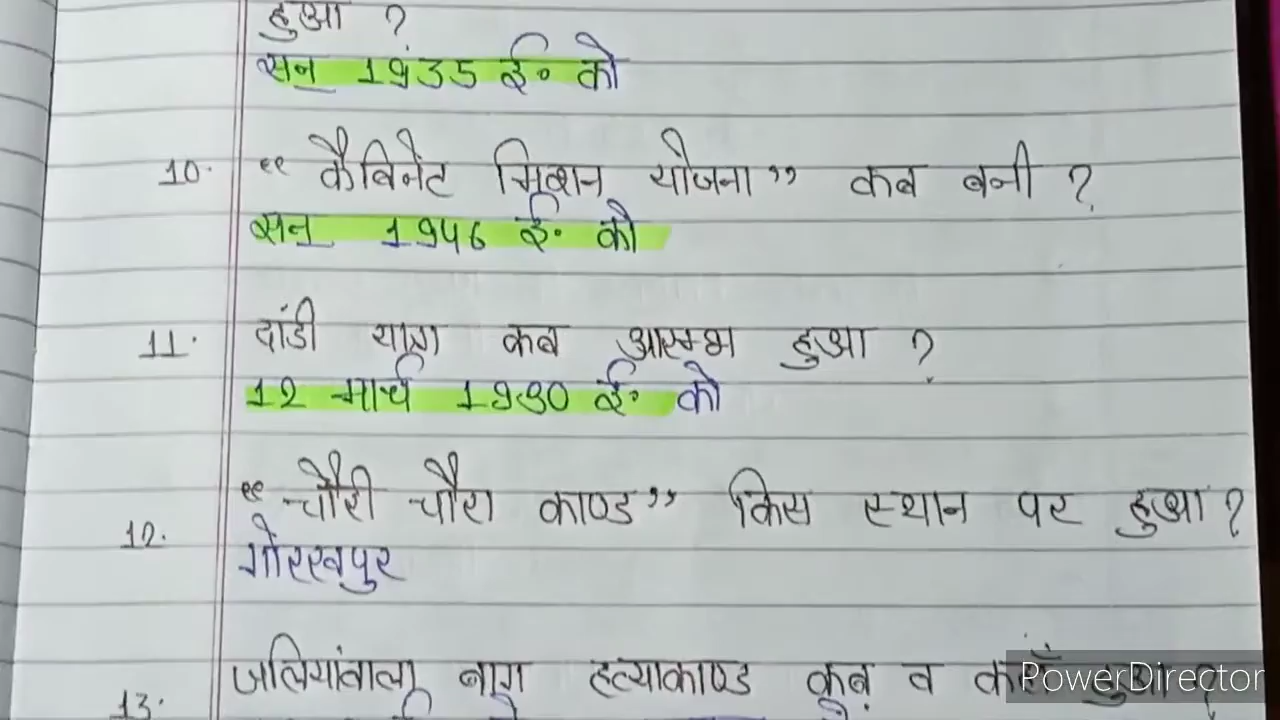 हुआ ?
सन् 1935 ई० को
10. "कैबिनेट मिशन योजना" कब बनी ?
सन् 1946 ई० को
11. दांडी यात्रा कब आरम्भ हुआ ?
12 मार्च 1930 ई० को
12. "चौरी चौरा काण्ड" किस स्थान पर हुआ ?
गोरखपुर
13. जलियांवाला बाग हत्याकाण्ड कब व कहाँ हुआ ?
PowerDirector